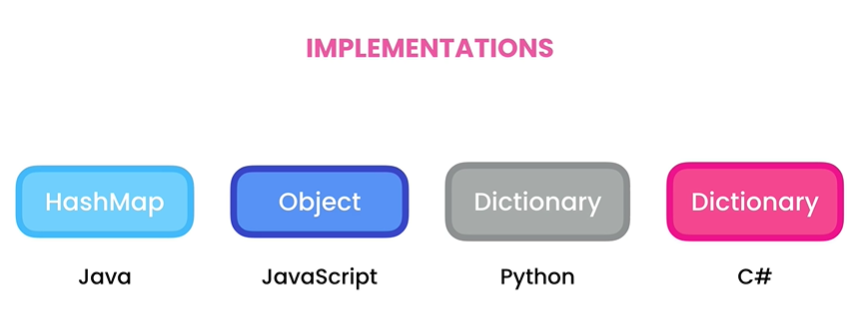 IMPLEMENTATIONS
HashMap Object Dictionary Dictionary
Java JavaScript Python C#